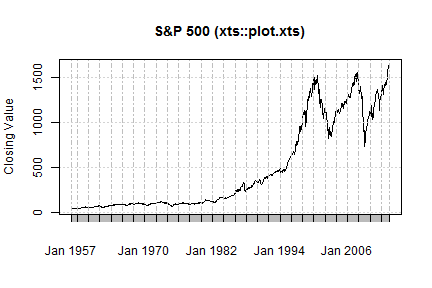 S&P 500 (xts::plot.xts)
Closing Value
1500
1000
500
0
Jan 1957 Jan 1970 Jan 1982 Jan 1994 Jan 2006